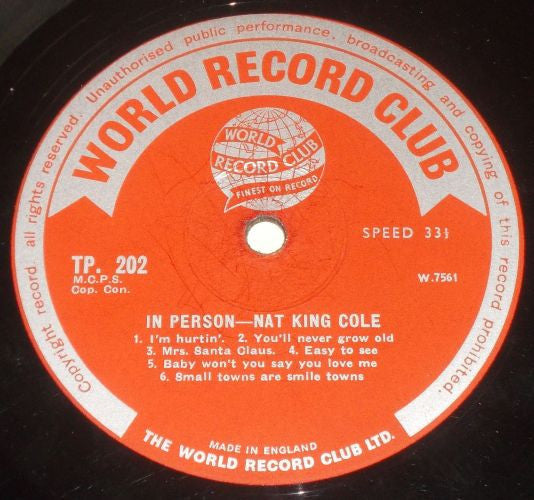 Copyright record. all rights reserved. Unauthorised public performance, broadcasting and copying of this record prohibited.
WORLD RECORD CLUB
WORLD
RECORD CLUB
FINEST ON RECORD
SPEED 33⅓
TP. 202
M.C.P.S.
Cop. Con.
W.7561
IN PERSON—NAT KING COLE
1. I'm hurtin'. 2. You'll never grow old
3. Mrs. Santa Claus. 4. Easy to see
5. Baby won't you say you love me
6. Small towns are smile towns
MADE IN ENGLAND
THE WORLD RECORD CLUB LTD.